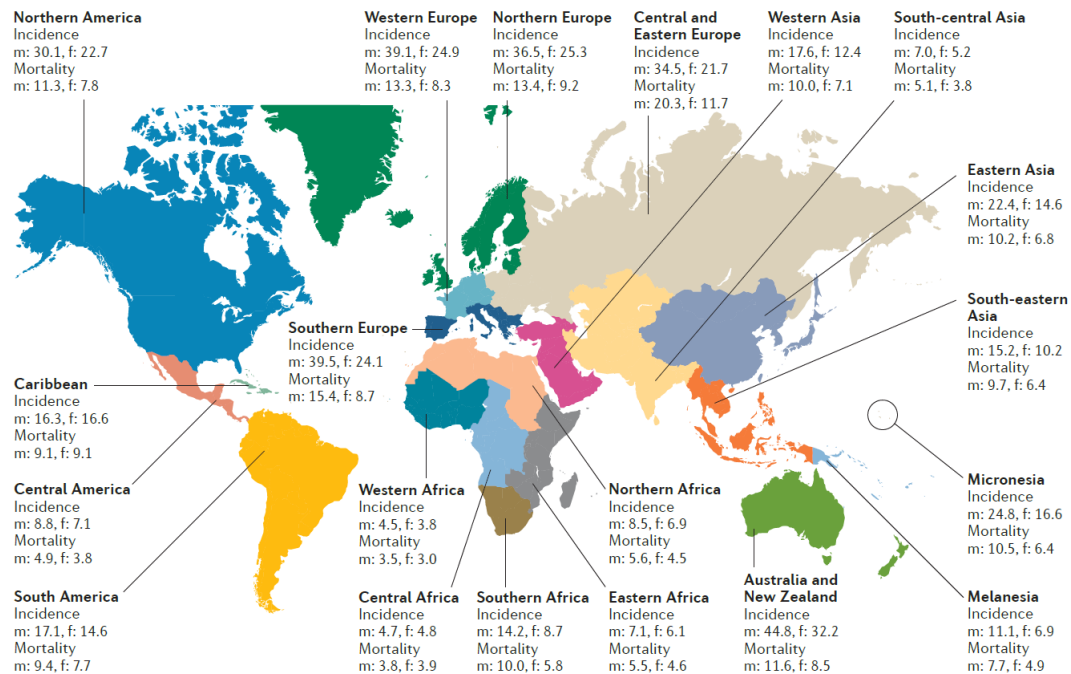 Northern America
Incidence
m: 30.1, f: 22.7
Mortality
m: 11.3, f: 7.8
Western Europe
Incidence
m: 39.1, f: 24.9
Mortality
m: 13.3, f: 8.3
Northern Europe
Incidence
m: 36.5, f: 25.3
Mortality
m: 13.4, f: 9.2
Central and
Eastern Europe
Incidence
m: 34.5, f: 21.7
Mortality
m: 20.3, f: 11.7
Western Asia
Incidence
m: 17.6, f: 12.4
Mortality
m: 10.0, f: 7.1
South-central Asia
Incidence
m: 7.0, f: 5.2
Mortality
m: 5.1, f: 3.8
Eastern Asia
Incidence
m: 22.4, f: 14.6
Mortality
m: 10.2, f: 6.8
South-eastern
Asia
Incidence
m: 15.2, f: 10.2
Mortality
m: 9.7, f: 6.4
Southern Europe
Incidence
m: 39.5, f: 24.1
Mortality
m: 15.4, f: 8.7
Caribbean
Incidence
m: 16.3, f: 16.6
Mortality
m: 9.1, f: 9.1
Central America
Incidence
m: 8.8, f: 7.1
Mortality
m: 4.9, f: 3.8
South America
Incidence
m: 17.1, f: 14.6
Mortality
m: 9.4, f: 7.7
Western Africa
Incidence
m: 4.5, f: 3.8
Mortality
m: 3.5, f: 3.0
Northern Africa
Incidence
m: 8.5, f: 6.9
Mortality
m: 5.6, f: 4.5
Central Africa
Incidence
m: 4.7, f: 4.8
Mortality
m: 3.8, f: 3.9
Southern Africa
Incidence
m: 14.2, f: 8.7
Mortality
m: 10.0, f: 5.8
Eastern Africa
Incidence
m: 7.1, f: 6.1
Mortality
m: 5.5, f: 4.6
Australia and
New Zealand
Incidence
m: 44.8, f: 32.2
Mortality
m: 11.6, f: 8.5
Micronesia
Incidence
m: 24.8, f: 16.6
Mortality
m: 10.5, f: 6.4
Melanesia
Incidence
m: 11.1, f: 6.9
Mortality
m: 7.7, f: 4.9